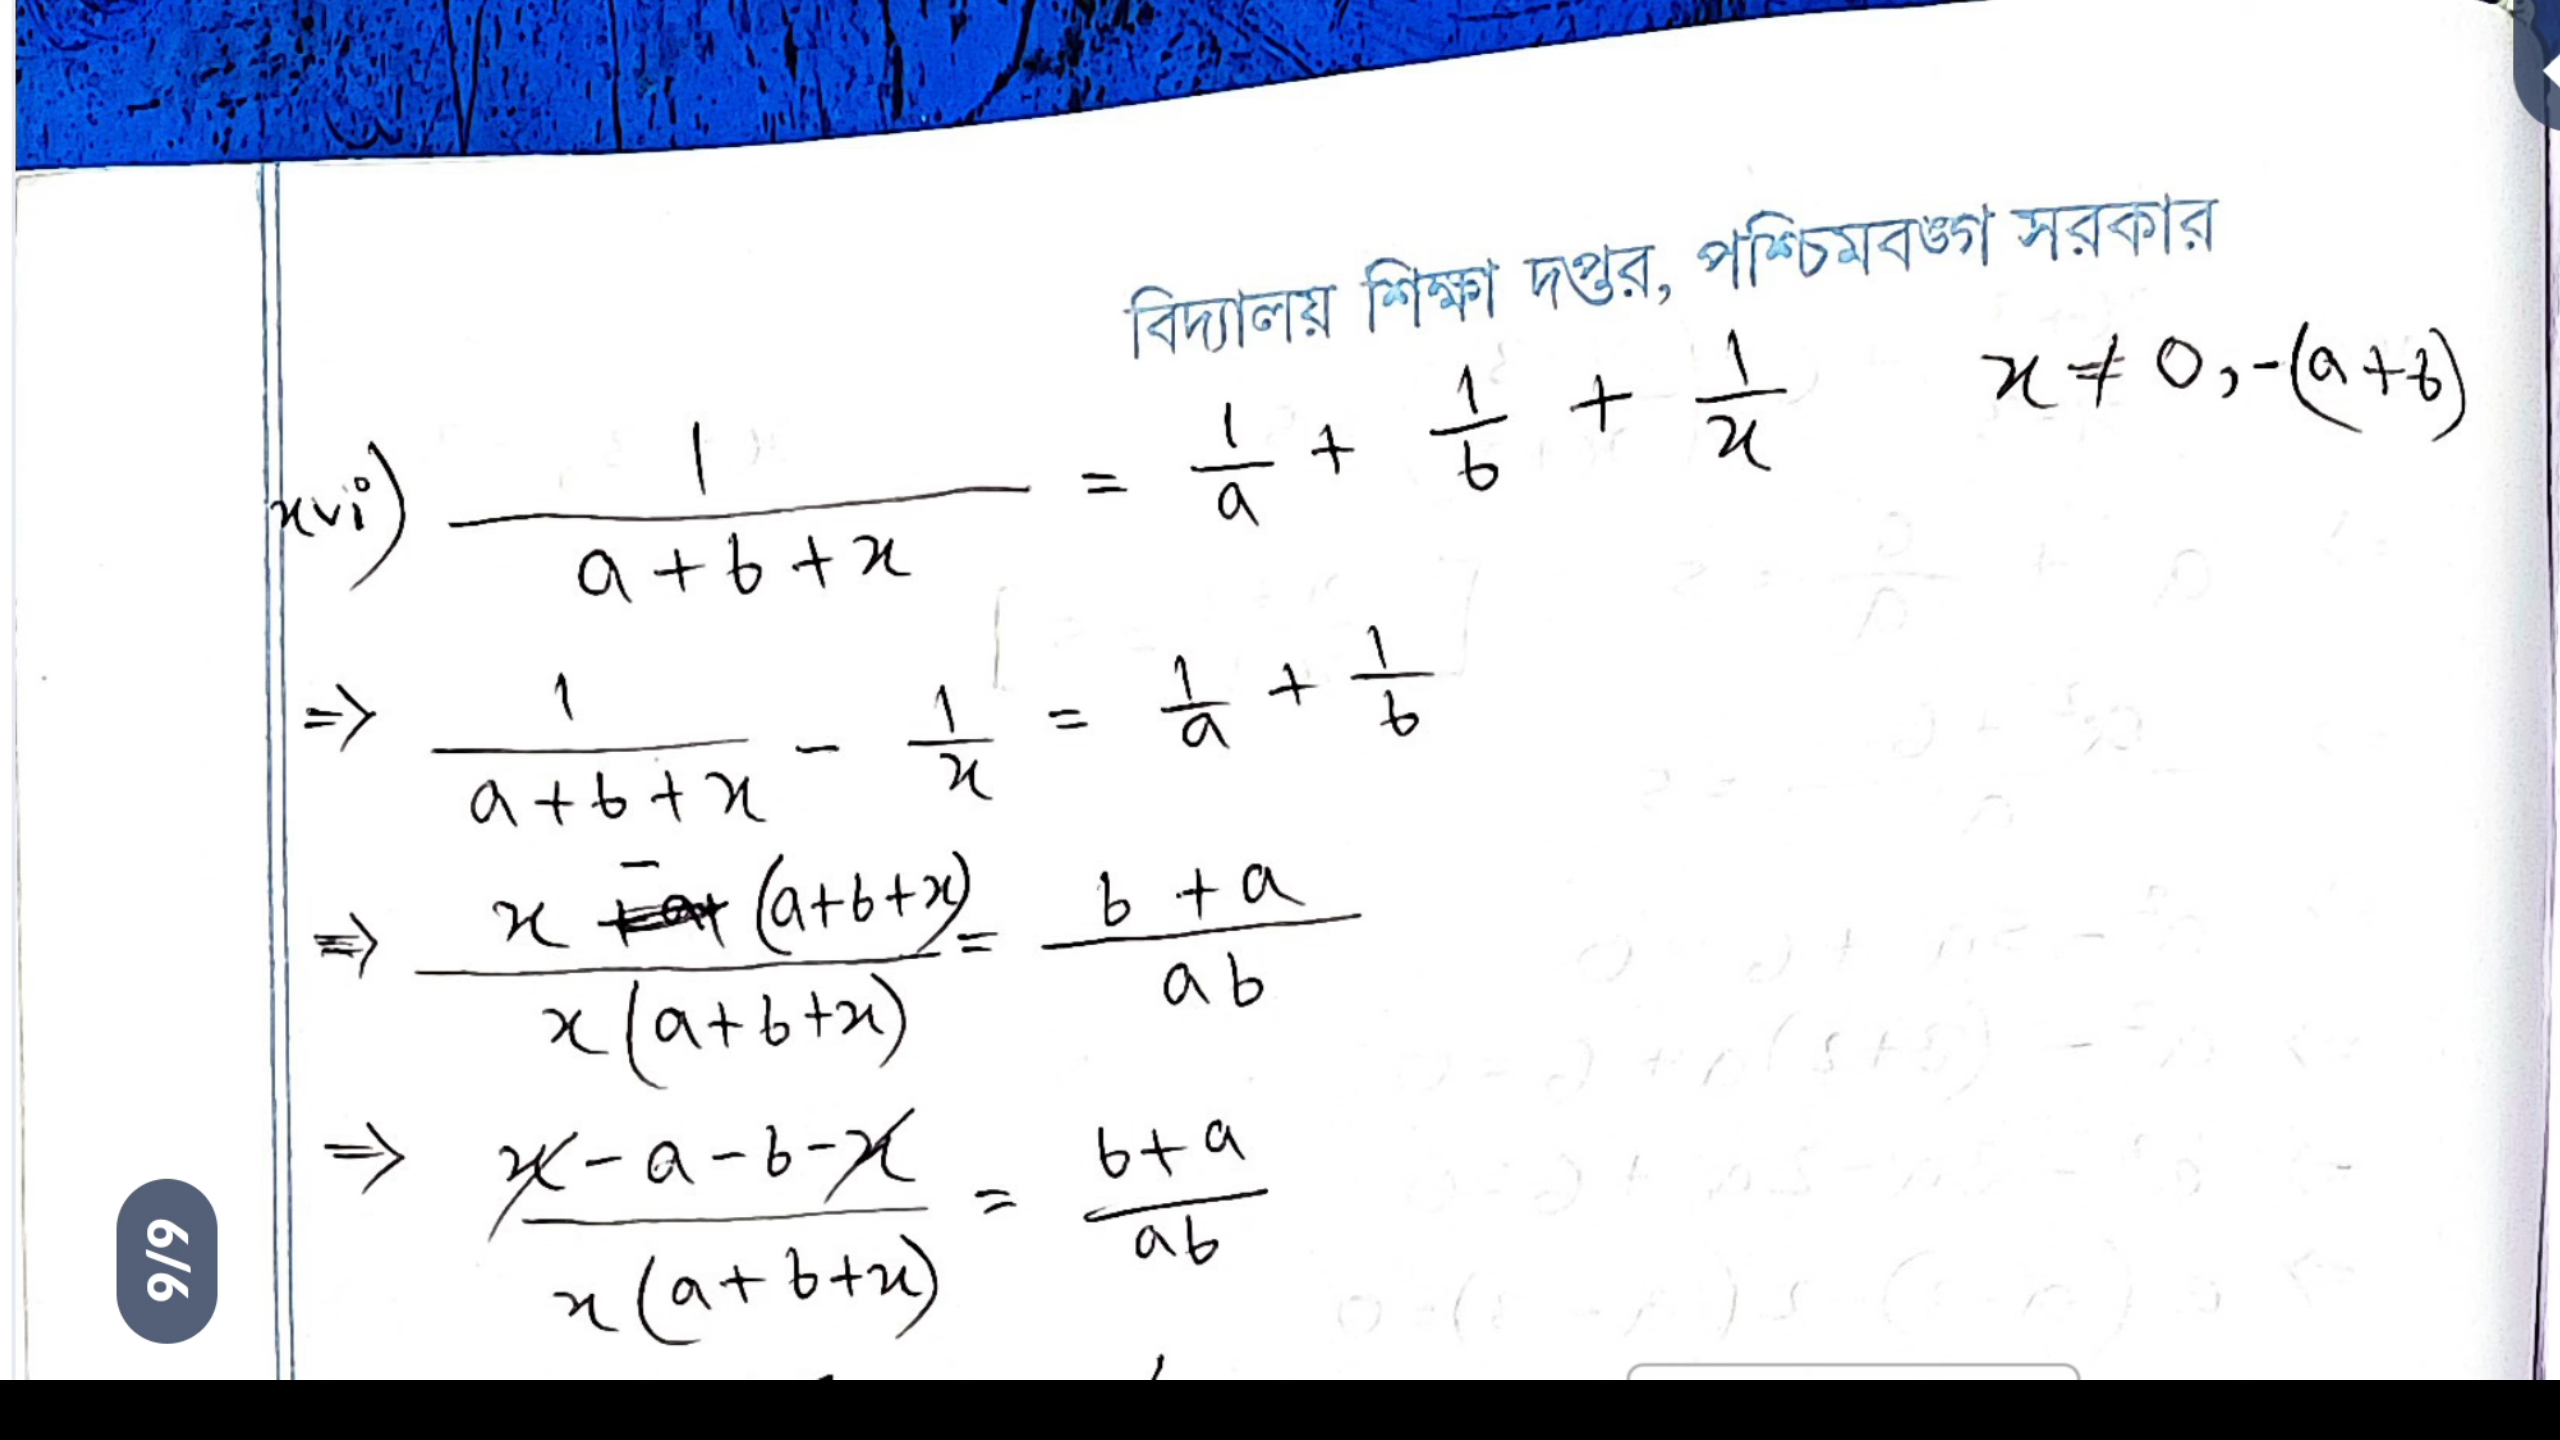 বিদ্যালয় শিক্ষা দপ্তর, পশ্চিমবঙ্গ সরকার
xvi) 1/(a+b+x) = 1/a + 1/b + 1/x   x ≠ 0, -(a+b)
=> 1/(a+b+x) - 1/x = 1/a + 1/b
=> (x - (a+b+x))/(x(a+b+x)) = (b+a)/(ab)
=> (x-a-b-x)/(x(a+b+x)) = (b+a)/(ab)
6/6